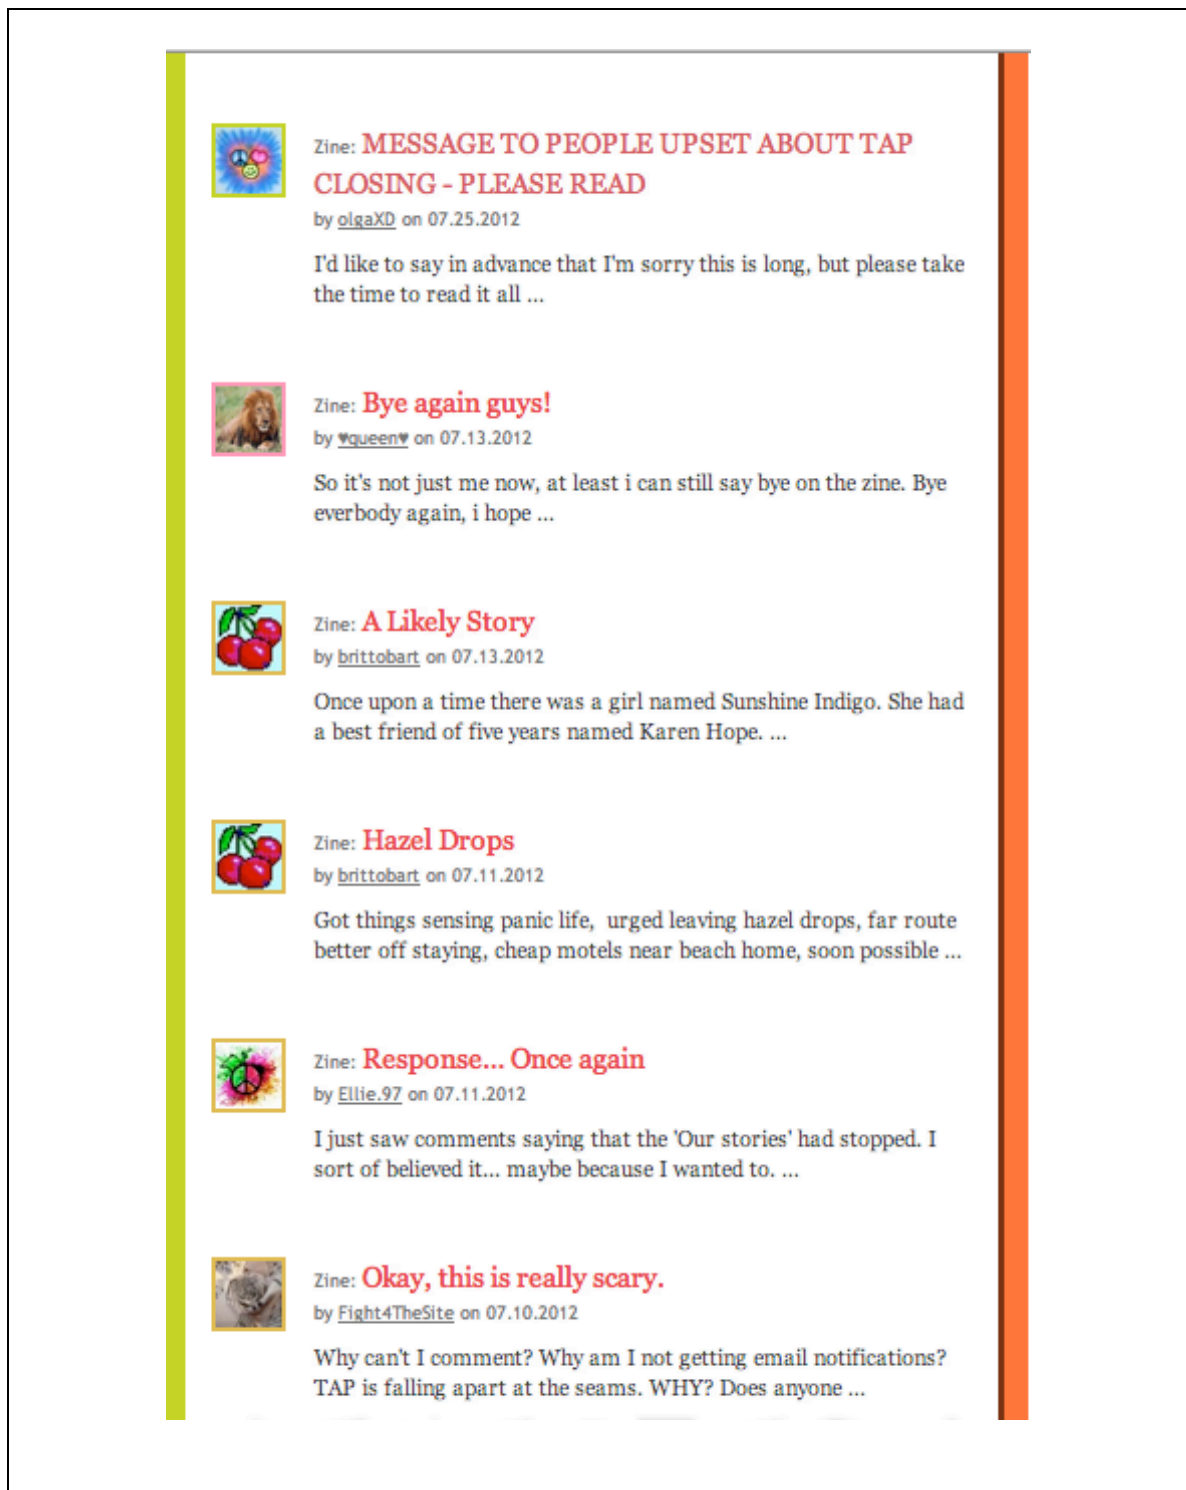 Zine: MESSAGE TO PEOPLE UPSET ABOUT TAP
CLOSING - PLEASE READ
by olgaXD on 07.25.2012
I'd like to say in advance that I'm sorry this is long, but please take
the time to read it all ...
Zine: Bye again guys!
by ♥queen♥ on 07.13.2012
So it's not just me now, at least i can still say bye on the zine. Bye
everbody again, i hope ...
Zine: A Likely Story
by brittobart on 07.13.2012
Once upon a time there was a girl named Sunshine Indigo. She had
a best friend of five years named Karen Hope. ...
Zine: Hazel Drops
by brittobart on 07.11.2012
Got things sensing panic life,  urged leaving hazel drops, far route
better off staying, cheap motels near beach home, soon possible ...
Zine: Response... Once again
by Ellie.97 on 07.11.2012
I just saw comments saying that the 'Our stories' had stopped. I
sort of believed it... maybe because I wanted to. ...
Zine: Okay, this is really scary.
by Fight4TheSite on 07.10.2012
Why can't I comment? Why am I not getting email notifications?
TAP is falling apart at the seams. WHY? Does anyone ...